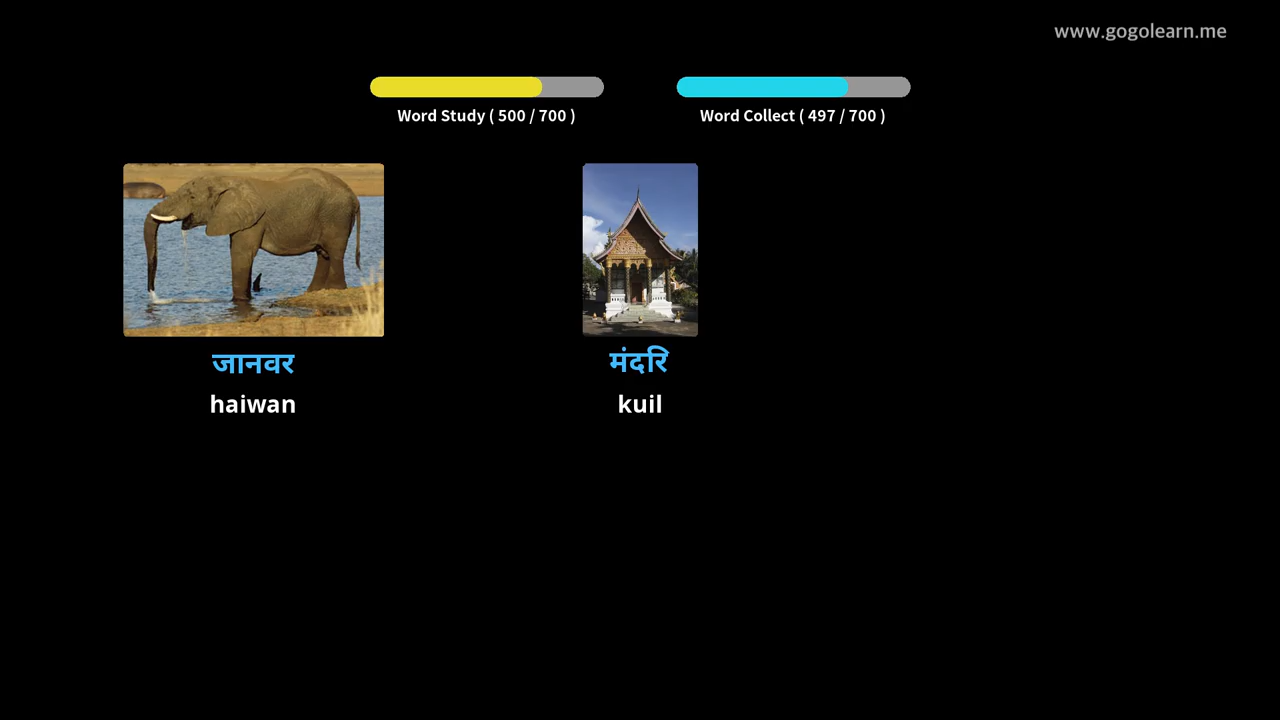 www.gogolearn.me
Word Study ( 500 / 700 )
Word Collect ( 497 / 700 )
जानवर
मंदरि
haiwan
kuil